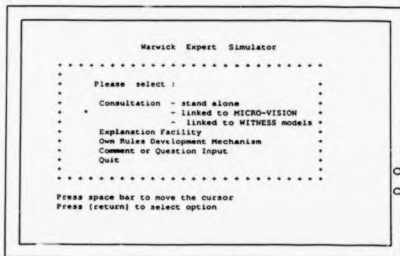 Warwick Expert Simulator
Please select :
Consultation - stand alone
* - linked to MICRO-VISION
- linked to WITNESS models
Explanation Facility
Own Rules Development Mechanism
Comment or Question Input
Quit
Press space bar to move the cursor
Press (return) to select option